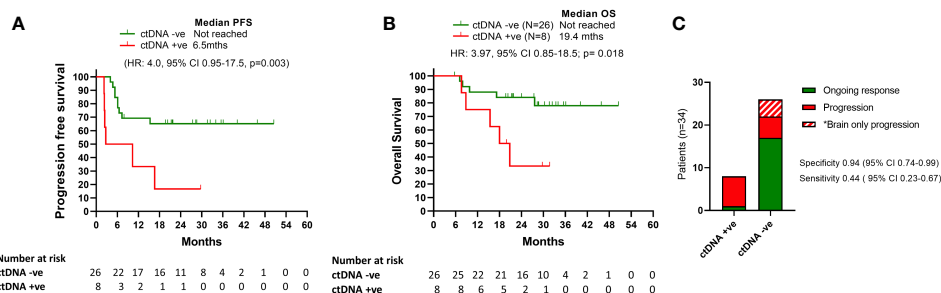 A
Median PFS
ctDNA -ve Not reached
ctDNA +ve 6.5mths
(HR: 4.0, 95% CI 0.95-17.5, p=0.003)
Progression free survival
100
90
80
70
60
50
40
30
20
10
0
0 6 12 18 24 30 36 42 48 54 60
Months
Number at risk
ctDNA -ve 26 22 17 16 11 8 4 2 1 0 0
ctDNA +ve 8 3 2 1 1 0 0 0 0 0 0
B
Median OS
ctDNA -ve (N=26) Not reached
ctDNA +ve (N=8) 19.4 mths
HR: 3.97, 95% CI 0.85-18.5; p= 0.018
Overall Survival
100
90
80
70
60
50
40
30
20
10
0
0 6 12 18 24 30 36 42 48 54 60
Months
Number at risk
ctDNA -ve 26 25 22 21 16 10 4 2 1 0 0
ctDNA +ve 8 8 6 5 2 1 0 0 0 0 0
C
Patients (n=34)
30
20
10
0
ctDNA +ve
ctDNA -ve
Ongoing response
Progression
*Brain only progression
Specificity 0.94 (95% CI 0.74-0.99)
Sensitivity 0.44 ( 95% CI 0.23-0.67)